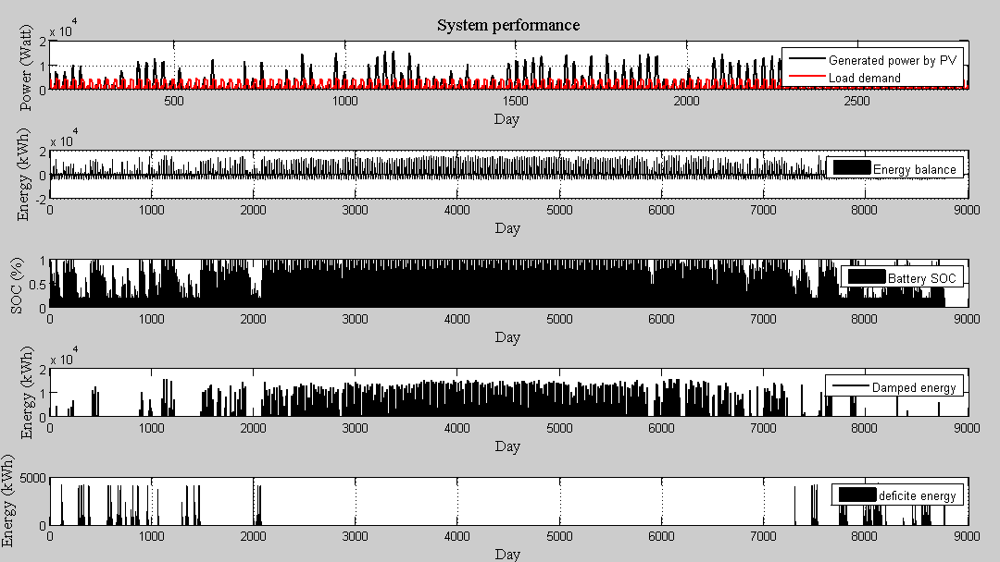 System performance
x 10^4
Power (Watt)
2
1
0
Generated power by PV
Load demand
500 1000 1500 2000 2500
Day
x 10^4
Energy (kWh)
2
0
-2
Energy balance
0 1000 2000 3000 4000 5000 6000 7000 8000 9000
Day
SOC (%)
1
0.5
0
Battery SOC
0 1000 2000 3000 4000 5000 6000 7000 8000 9000
Day
x 10^4
Energy (kWh)
2
1
0
Damped energy
0 1000 2000 3000 4000 5000 6000 7000 8000 9000
Day
Energy (kWh)
5000
0
deficite energy
0 1000 2000 3000 4000 5000 6000 7000 8000 9000
Day